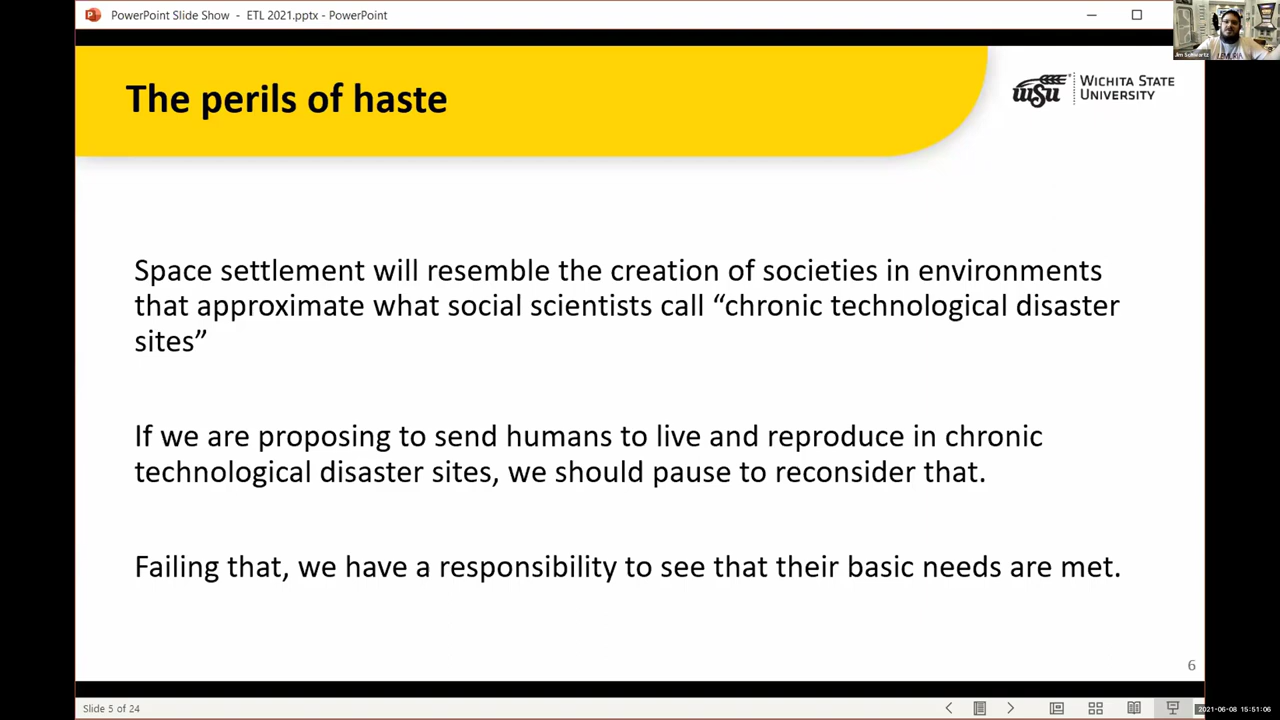 PowerPoint Slide Show - ETL 2021.pptx - PowerPoint
Jim Schwartz
The perils of haste
WSU
WICHITA STATE
UNIVERSITY
Space settlement will resemble the creation of societies in environments
that approximate what social scientists call “chronic technological disaster
sites”
If we are proposing to send humans to live and reproduce in chronic
technological disaster sites, we should pause to reconsider that.
Failing that, we have a responsibility to see that their basic needs are met.
6
Slide 5 of 24
2021-06-08 15:51:06